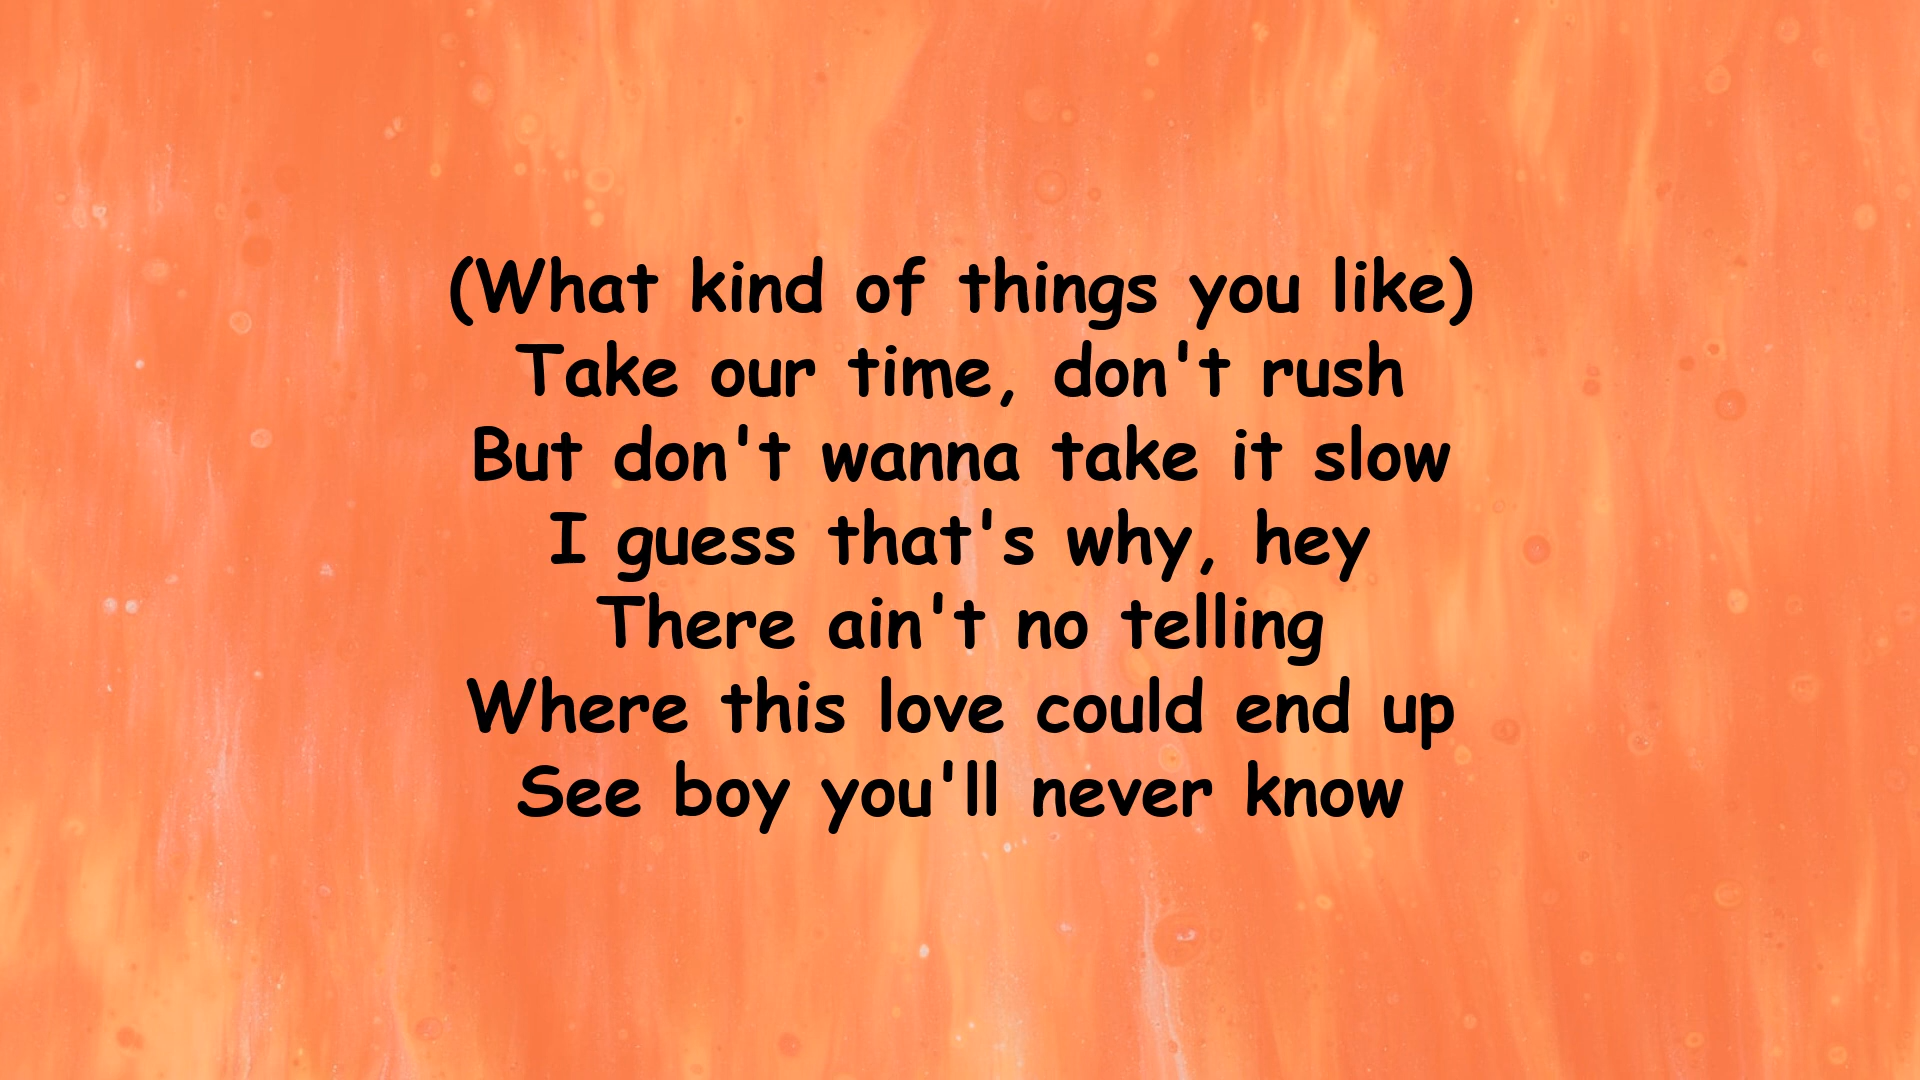 (What kind of things you like)
Take our time, don't rush
But don't wanna take it slow
I guess that's why, hey
There ain't no telling
Where this love could end up
See boy you'll never know